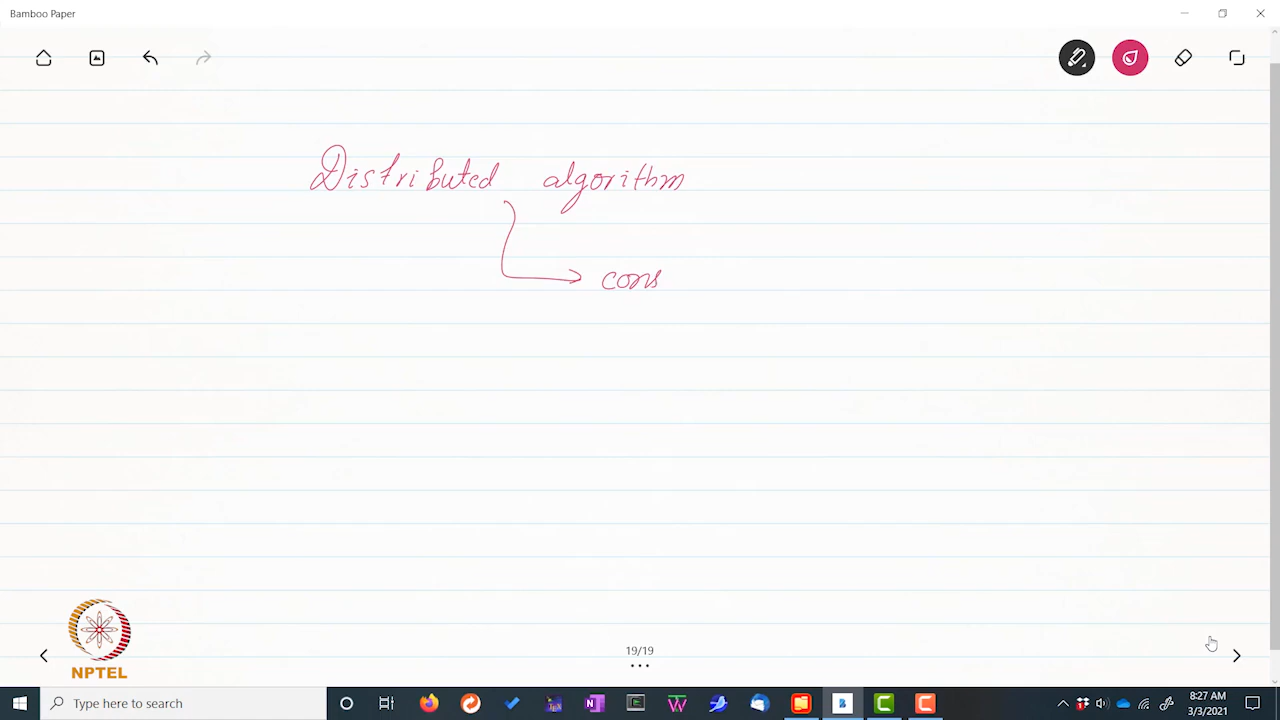 Bamboo Paper
Distributed algorithm
cons
19/19
NPTEL
Type here to search
8:27 AM
3/3/2021